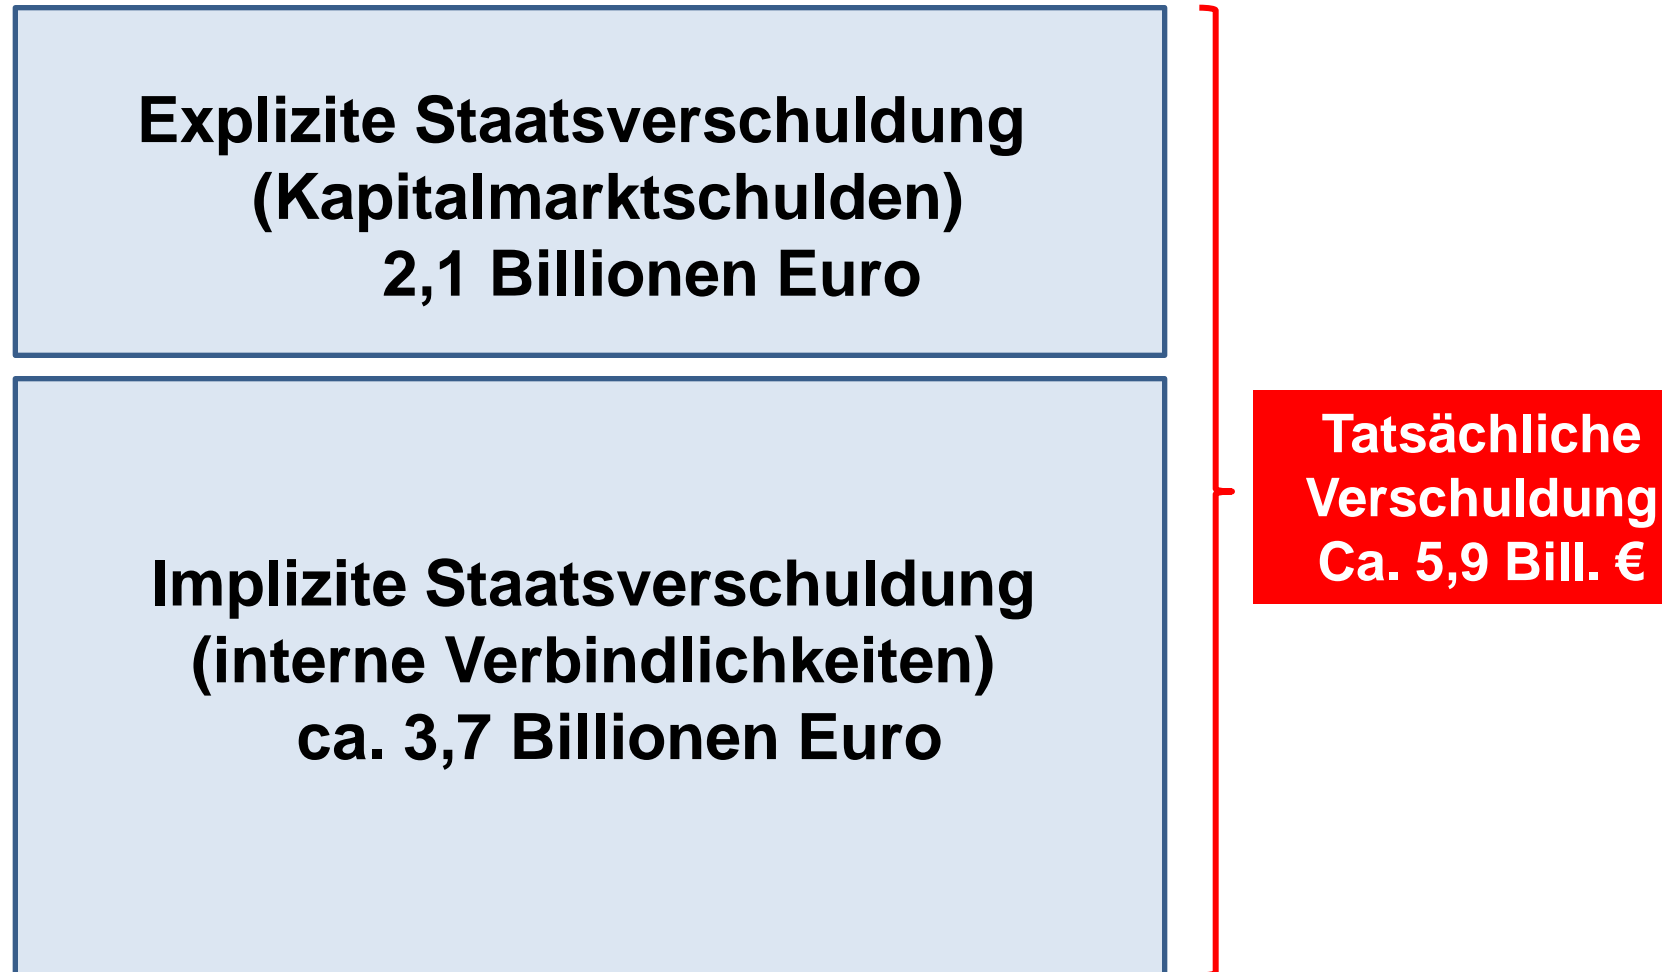 Explizite Staatsverschuldung
(Kapitalmarktschulden)
2,1 Billionen Euro
Implizite Staatsverschuldung
(interne Verbindlichkeiten)
ca. 3,7 Billionen Euro
Tatsächliche
Verschuldung
Ca. 5,9 Bill. €